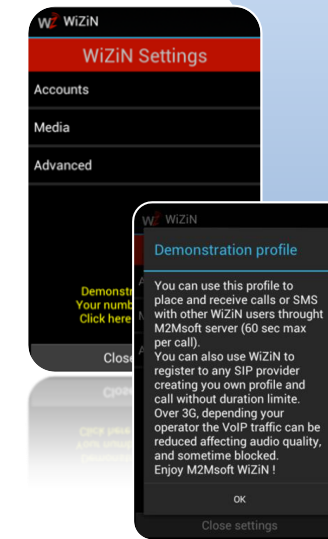 WiZiN
WiZiN Settings
Accounts
Media
Advanced
Your
Click here
WiZiN
Demonstration profile
You can use this profile to
place and receive calls or SMS
with other WiZiN users throught
M2Msoft server (60 sec max
per call).
You can also use WiZiN to
register to any SIP provider
creating you own profile and
call without duration limite.
Over 3G, depending your
operator the VoIP traffic can be
reduced affecting audio quality,
and sometime blocked.
Enjoy M2Msoft WiZiN !
OK
Close settings